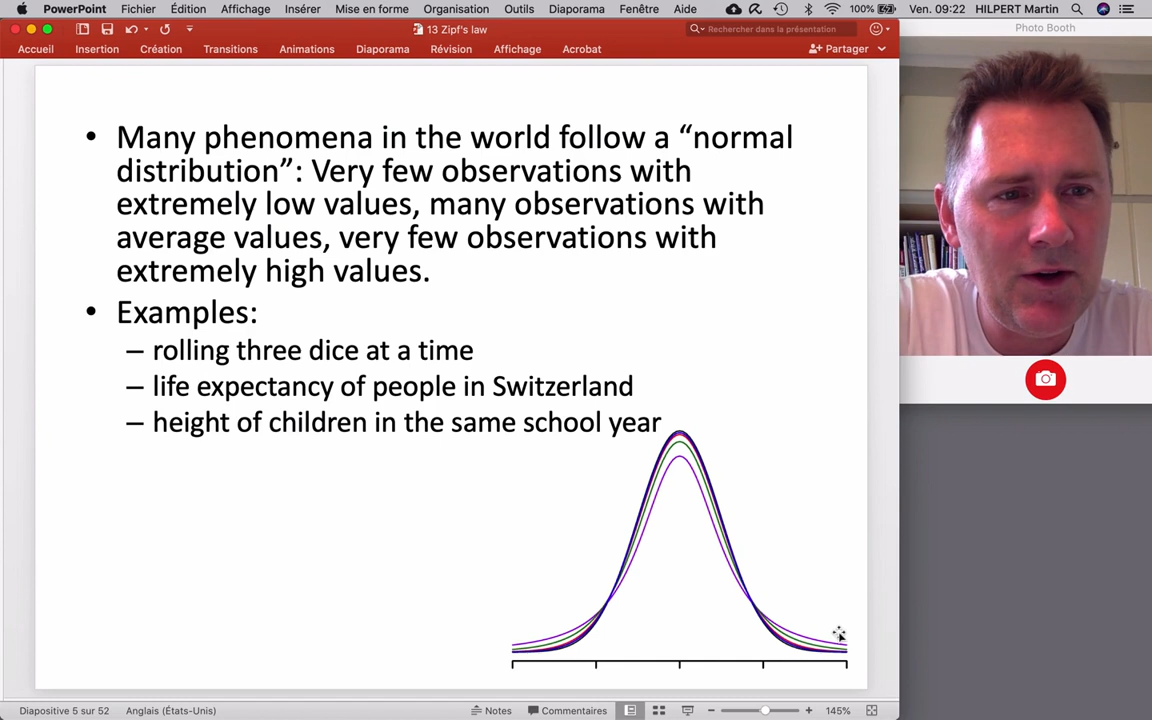 PowerPoint Fichier Édition Affichage Insérer Mise en forme Organisation Outils Diaporama Fenêtre Aide 100% Ven. 09:22 HILPERT Martin
13 Zipf's law
Rechercher dans la présentation
Photo Booth
Accueil Insertion Création Transitions Animations Diaporama Révision Affichage Acrobat Partager
• Many phenomena in the world follow a “normal
distribution”: Very few observations with
extremely low values, many observations with
average values, very few observations with
extremely high values.
• Examples:
– rolling three dice at a time
– life expectancy of people in Switzerland
– height of children in the same school year
Diapositive 5 sur 52 Anglais (États-Unis) Notes Commentaires 145%